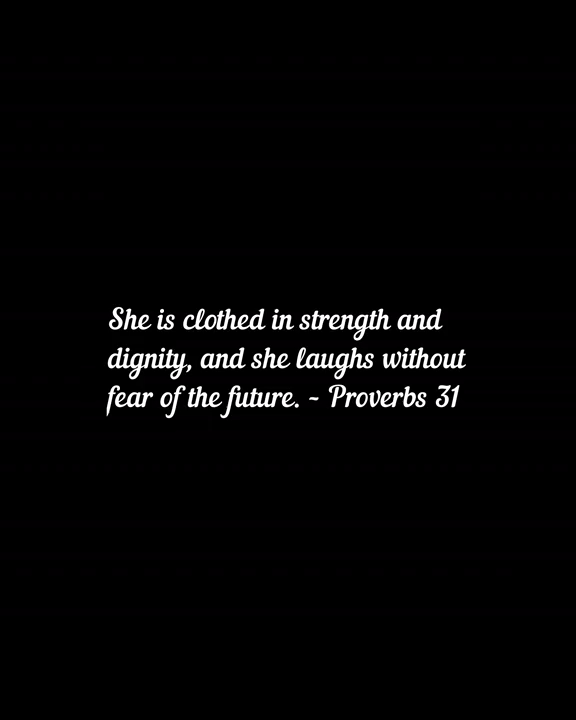 She is clothed in strength and
dignity, and she laughs without
fear of the future. ~ Proverbs 31